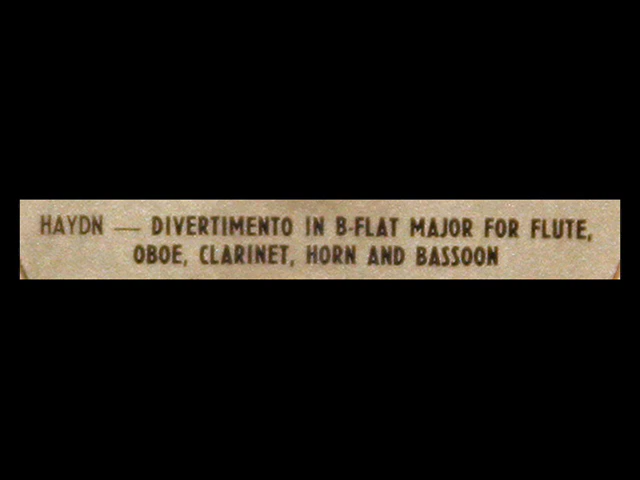 HAYDN — DIVERTIMENTO IN B-FLAT MAJOR FOR FLUTE,
OBOE, CLARINET, HORN AND BASSOON